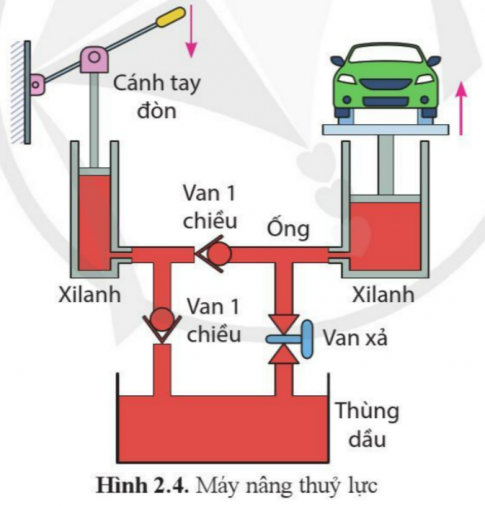 Cánh tay
đòn
Van 1
chiều
Ống
Xilanh
Xilanh
Van 1
chiều
Van xả
Thùng
dầu
Hình 2.4. Máy nâng thuỷ lực